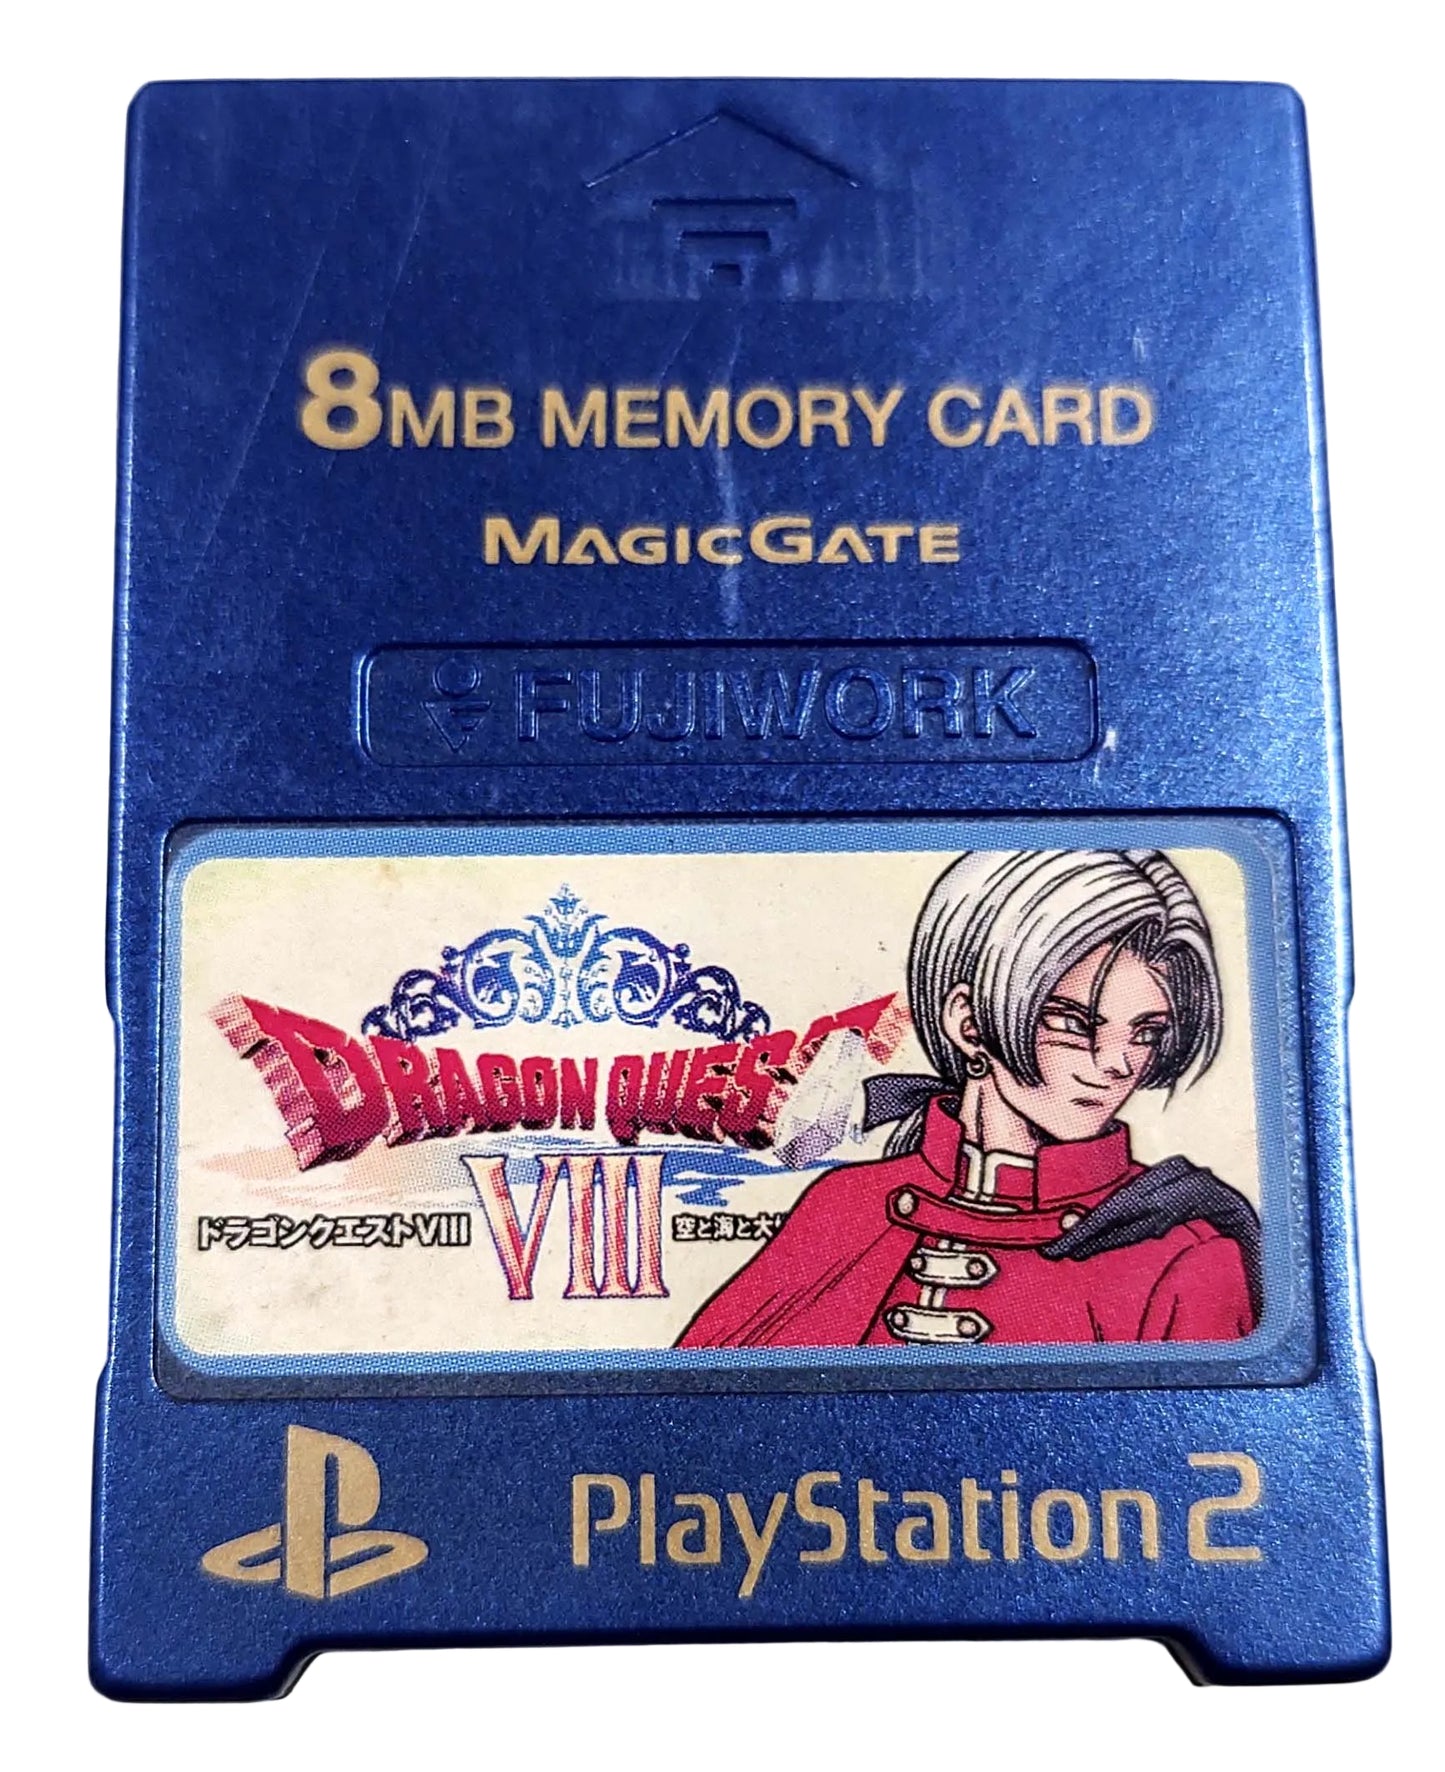 8MB MEMORY CARD
MAGICGATE
FUJIWORK
DRAGON QUEST
VIII
ドラゴンクエストVIII 空と海と大
PlayStation 2